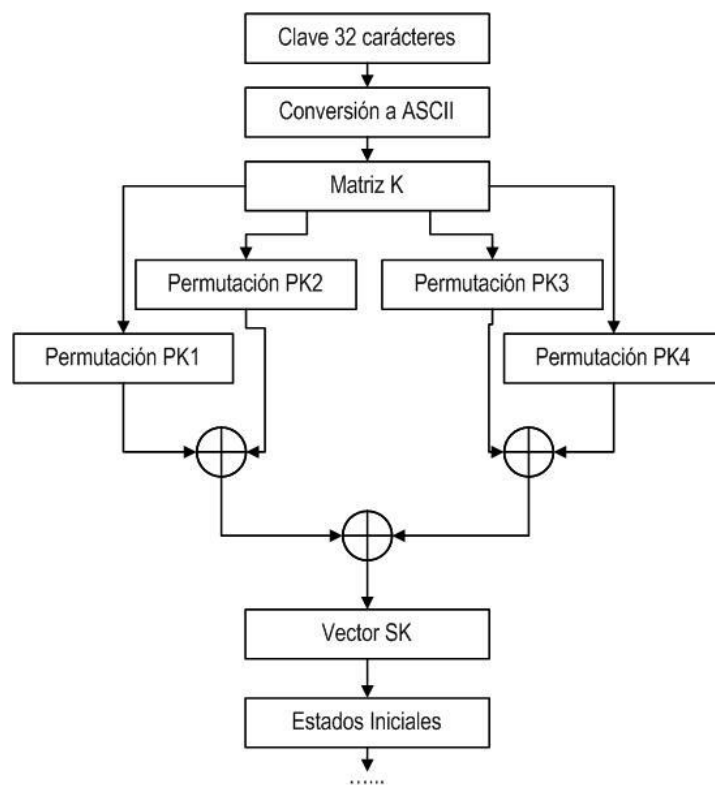 Clave 32 carácteres
Conversión a ASCII
Matriz K
Permutación PK2
Permutación PK3
Permutación PK1
Permutación PK4
Vector SK
Estados Iniciales
......